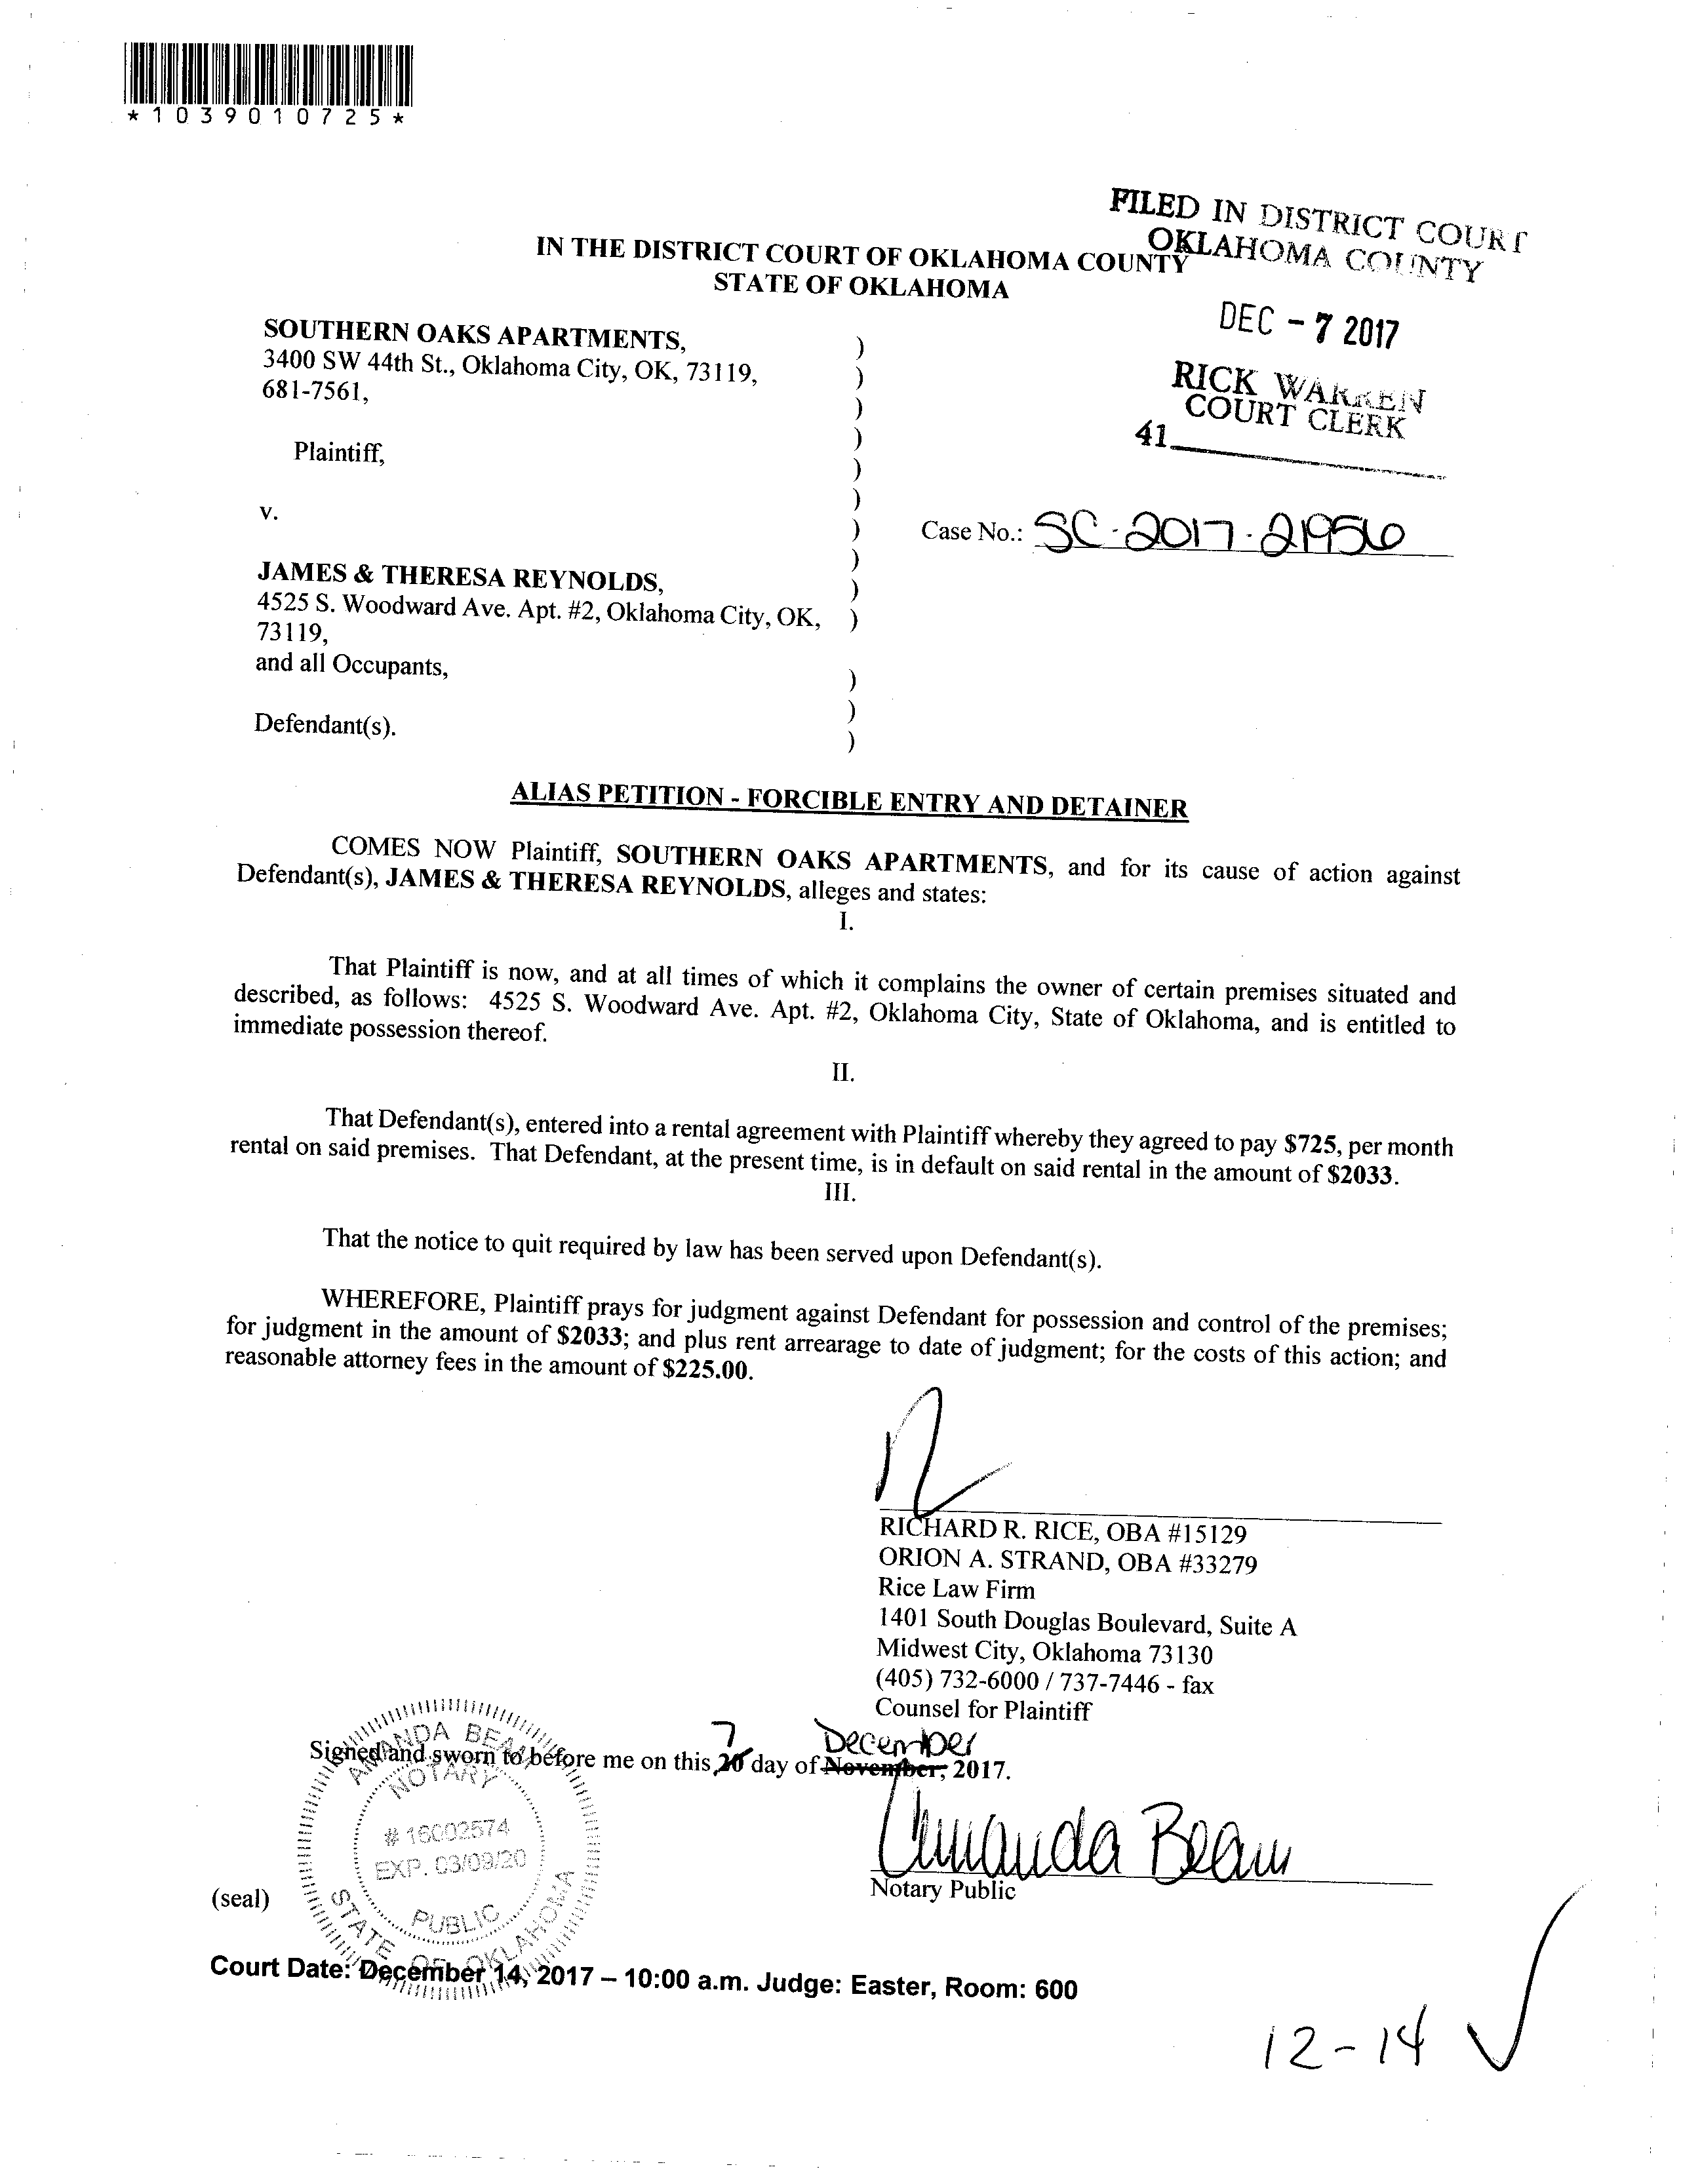 *1039010725*
FILED IN DISTRICT COURT
OKLAHOMA COUNTY
IN THE DISTRICT COURT OF OKLAHOMA COUNTY
STATE OF OKLAHOMA
DEC - 7 2017
RICK WARREN
COURT CLERK
41
SOUTHERN OAKS APARTMENTS, )
3400 SW 44th St., Oklahoma City, OK, 73119, )
681-7561, )
)
Plaintiff, )
)
v. )
Case No.: SC-2017-21956
)
JAMES & THERESA REYNOLDS, )
4525 S. Woodward Ave. Apt. #2, Oklahoma City, OK, )
73119,
and all Occupants, )
)
Defendant(s). )
ALIAS PETITION - FORCIBLE ENTRY AND DETAINER
COMES NOW Plaintiff, SOUTHERN OAKS APARTMENTS, and for its cause of action against
Defendant(s), JAMES & THERESA REYNOLDS, alleges and states:
I.
That Plaintiff is now, and at all times of which it complains the owner of certain premises situated and
described, as follows: 4525 S. Woodward Ave. Apt. #2, Oklahoma City, State of Oklahoma, and is entitled to
immediate possession thereof.
II.
That Defendant(s), entered into a rental agreement with Plaintiff whereby they agreed to pay $725, per month
rental on said premises. That Defendant, at the present time, is in default on said rental in the amount of $2033.
III.
That the notice to quit required by law has been served upon Defendant(s).
WHEREFORE, Plaintiff prays for judgment against Defendant for possession and control of the premises;
for judgment in the amount of $2033; and plus rent arrearage to date of judgment; for the costs of this action; and
reasonable attorney fees in the amount of $225.00.
RICHARD R. RICE, OBA #15129
ORION A. STRAND, OBA #33279
Rice Law Firm
1401 South Douglas Boulevard, Suite A
Midwest City, Oklahoma 73130
(405) 732-6000 / 737-7446 - fax
Counsel for Plaintiff
7 December
Signed and sworn to before me on this 20 day of November, 2017.
AMANDA BEAM
NOTARY
# 16002574
EXP. 03/09/20
PUBLIC
STATE OF OKLAHOMA
Amanda Beam
Notary Public
(seal)
Court Date: December 14, 2017 – 10:00 a.m. Judge: Easter, Room: 600
12-14 ✓